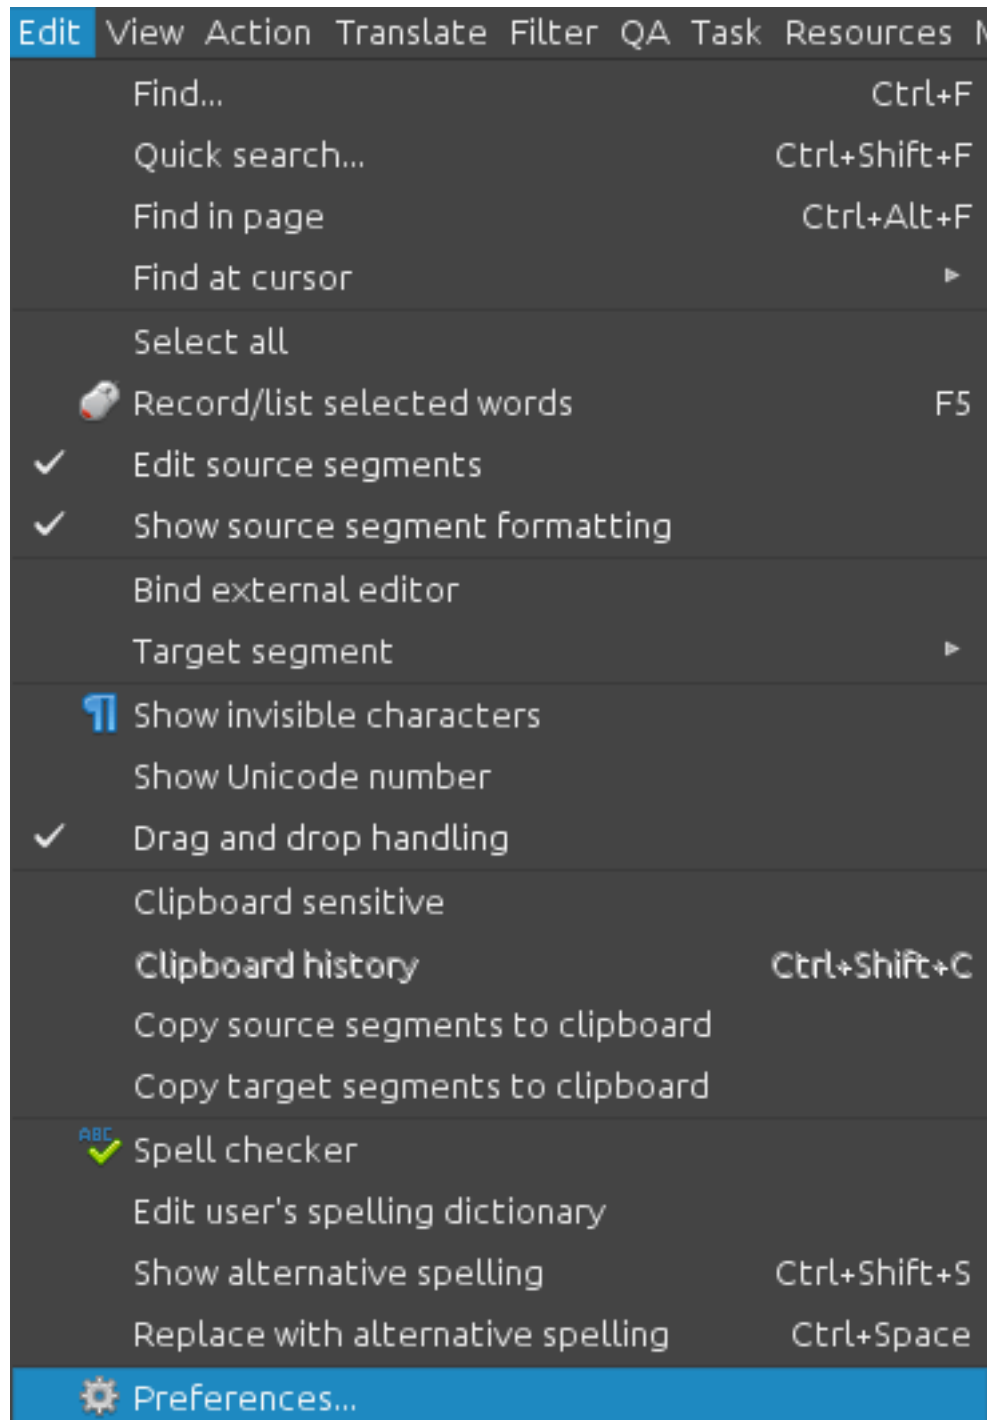 Edit View Action Translate Filter QA Task Resources
Find... Ctrl+F
Quick search... Ctrl+Shift+F
Find in page Ctrl+Alt+F
Find at cursor
Select all
Record/list selected words F5
Edit source segments
Show source segment formatting
Bind external editor
Target segment
Show invisible characters
Show Unicode number
Drag and drop handling
Clipboard sensitive
Clipboard history Ctrl+Shift+C
Copy source segments to clipboard
Copy target segments to clipboard
ABC Spell checker
Edit user's spelling dictionary
Show alternative spelling Ctrl+Shift+S
Replace with alternative spelling Ctrl+Space
Preferences...